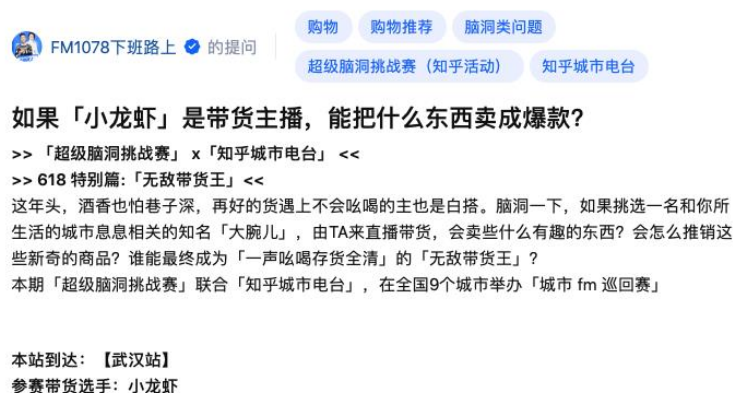 购物 购物推荐 脑洞类问题
FM1078下班路上 的提问
超级脑洞挑战赛（知乎活动） 知乎城市电台
如果「小龙虾」是带货主播，能把什么东西卖成爆款？
>> 「超级脑洞挑战赛」 x「知乎城市电台」 <<
>> 618 特别篇:「无敌带货王」<<
这年头，酒香也怕巷子深，再好的货遇上不会吆喝的主也是白搭。脑洞一下，如果挑选一名和你所
生活的城市息息相关的知名「大腕儿」，由TA来直播带货，会卖些什么有趣的东西？会怎么推销这
些新奇的商品？谁能最终成为「一声吆喝存货全清」的「无敌带货王」？
本期「超级脑洞挑战赛」联合「知乎城市电台」，在全国9个城市举办「城市 fm 巡回赛」
本站到达：【武汉站】
参赛带货选手：小龙虾